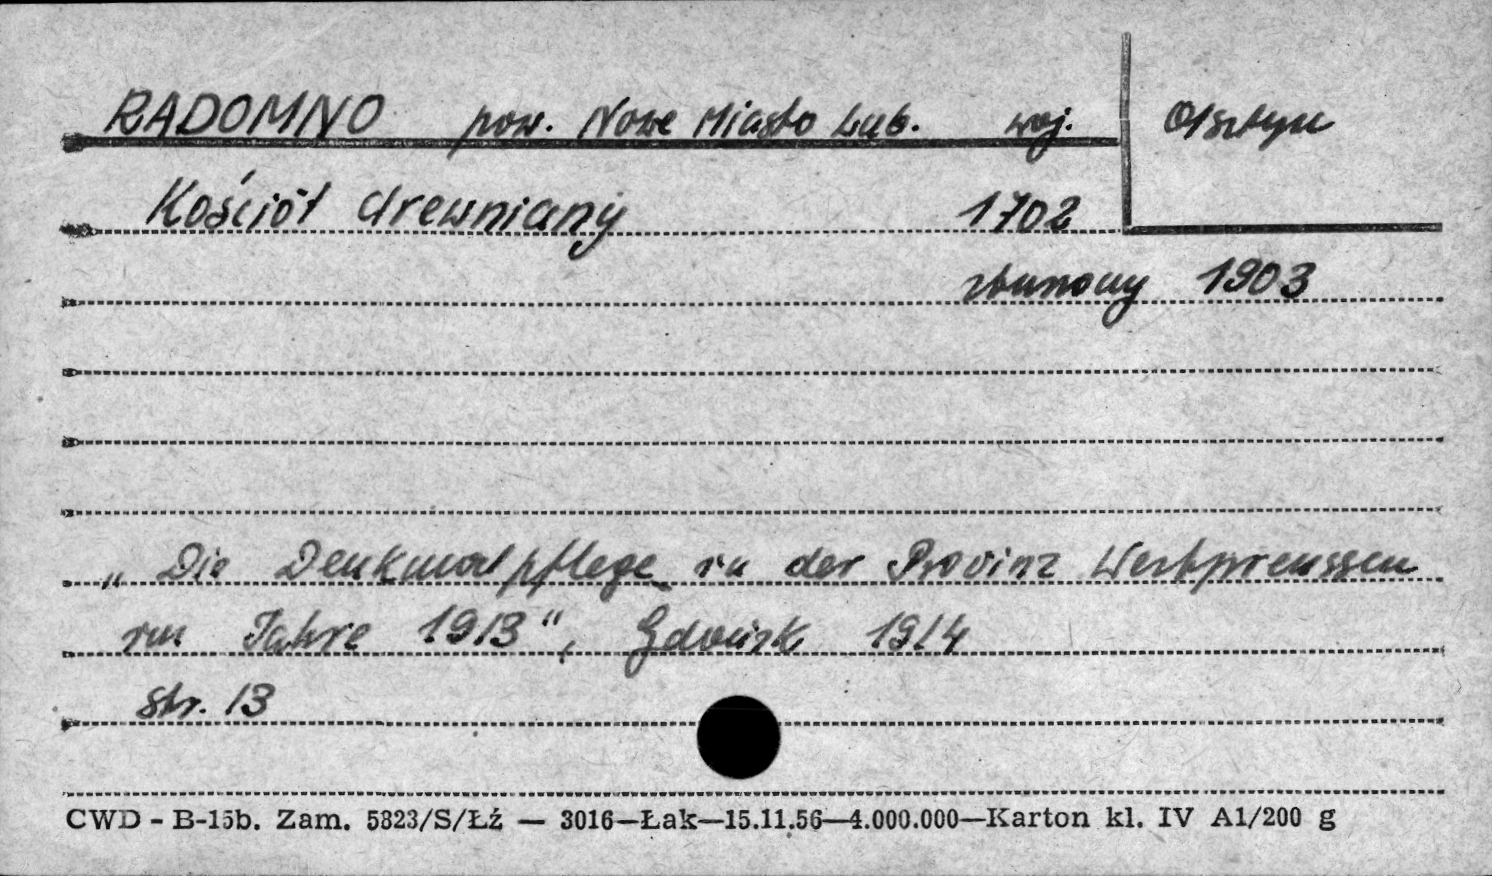 RADOMNO pow. Nowe Miasto Lub. woj. Olsztyn
Kościół drewniany 1702
zburzony 1903
„Die Denkmalpflege in der Provinz Westpreussen
im Jahre 1913", Gdańsk 1914
str. 13
CWD - B-15b. Zam. 5823/S/Łź — 3016—Łak—15.11.56—4.000.000—Karton kl. IV A1/200 g